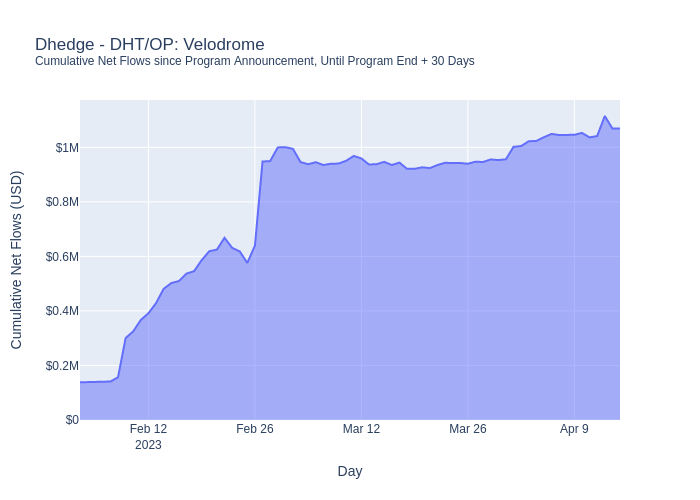 Dhedge - DHT/OP: Velodrome
Cumulative Net Flows since Program Announcement, Until Program End + 30 Days
Cumulative Net Flows (USD)
$1M
$0.8M
$0.6M
$0.4M
$0.2M
$0
Feb 12
2023
Feb 26
Mar 12
Mar 26
Apr 9
Day